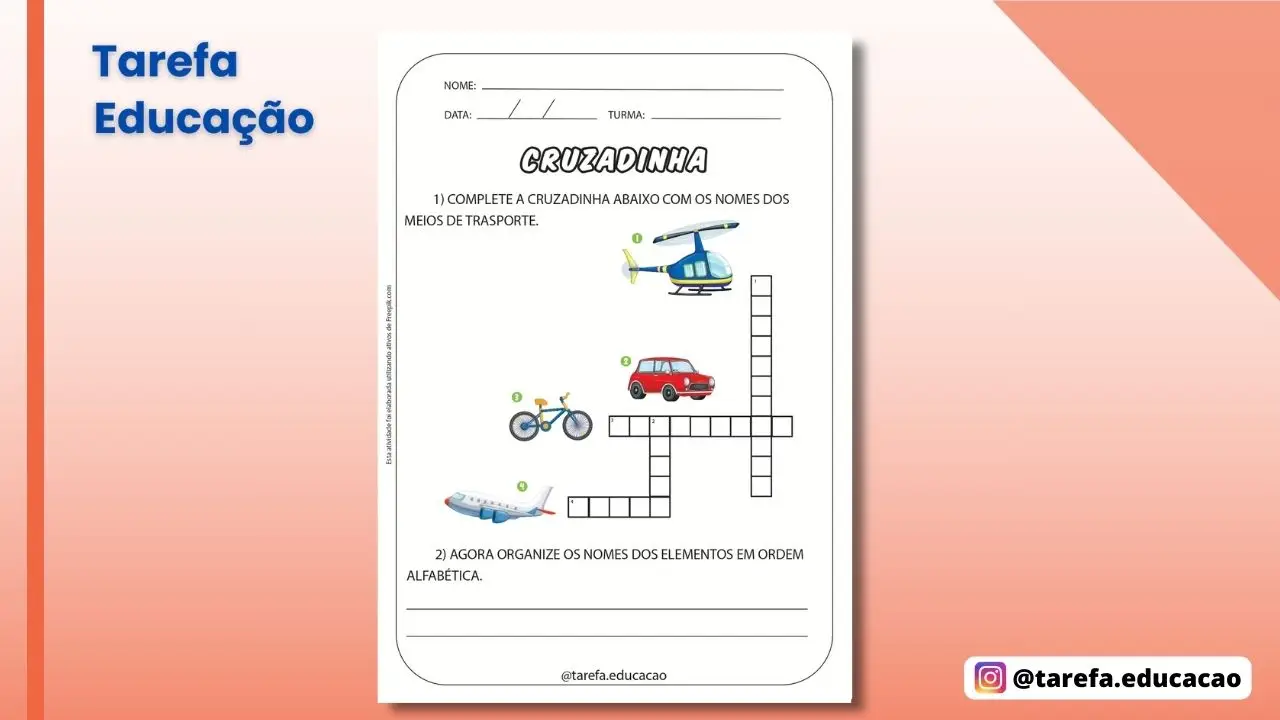 Tarefa
Educação
NOME:
DATA: / / TURMA:
CRUZADINHA
1) COMPLETE A CRUZADINHA ABAIXO COM OS NOMES DOS
MEIOS DE TRASPORTE.
1
1
2
3
3 2
4
4
Esta atividade foi elaborada utilizando ativos de Freepik.com
2) AGORA ORGANIZE OS NOMES DOS ELEMENTOS EM ORDEM
ALFABÉTICA.
@tarefa.educacao
@tarefa.educacao